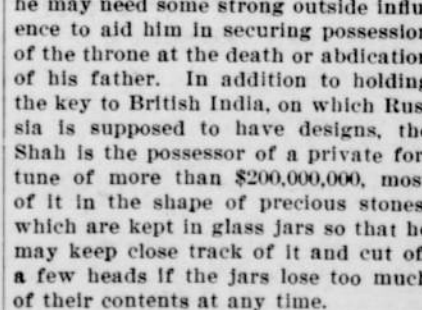 he may need some strong outside influ
ence to aid him in securing possession
of the throne at the death or abdication
of his father. In addition to holding
the key to British India, on which Rus
sia is supposed to have designs, the
Shah is the possessor of a private for
tune of more than $200,000,000, mos
of it in the shape of precious stones
which are kept in glass jars so that he
may keep close track of it and cut of
a few heads if the jars lose too much
of their contents at any time.